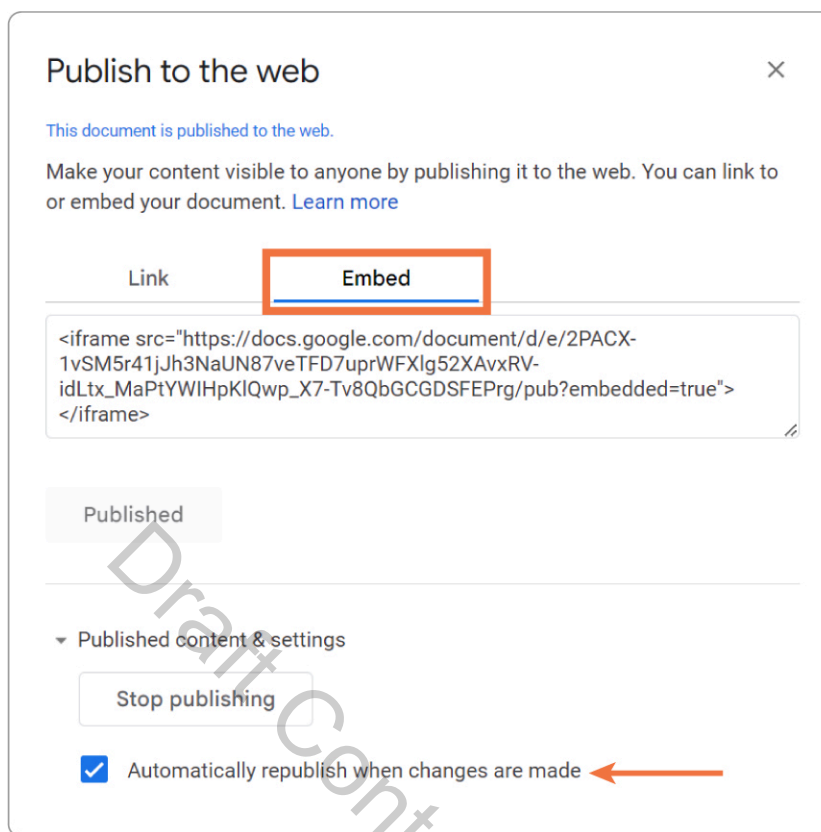 Publish to the web
This document is published to the web.
Make your content visible to anyone by publishing it to the web. You can link to
or embed your document. Learn more
Link
Embed
<iframe src="https://docs.google.com/document/d/e/2PACX-
1vSM5r41jJh3NaUN87veTFD7uprWFXlg52XAvxRV-
idLtx_MaPtYWIHpKlQwp_X7-Tv8QbGCGDSFEPrg/pub?embedded=true">
</iframe>
Published
Published content & settings
Stop publishing
Automatically republish when changes are made
Draft